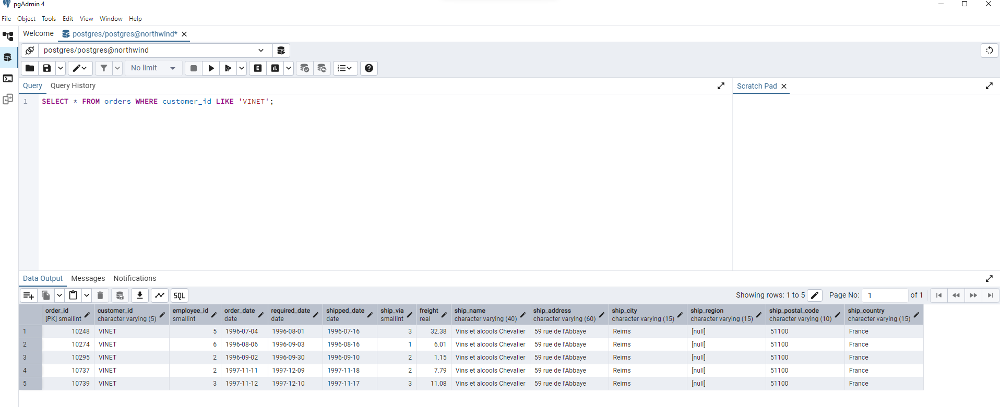 pgAdmin 4
File Object Tools Edit View Window Help
Welcome postgres/postgres@northwind*
postgres/postgres@northwind
No limit
Query Query History
Scratch Pad
1 SELECT * FROM orders WHERE customer_id LIKE 'VINET';
Data Output Messages Notifications
SQL Showing rows: 1 to 5 Page No: 1 of 1
order_id customer_id employee_id order_date required_date shipped_date ship_via freight ship_name ship_address ship_city ship_region ship_postal_code ship_country
[PK] smallint character varying (5) smallint date date date smallint real character varying (40) character varying (60) character varying (15) character varying (15) character varying (10) character varying (15)
1 10248 VINET 5 1996-07-04 1996-08-01 1996-07-16 3 32.38 Vins et alcools Chevalier 59 rue de l'Abbaye Reims [null] 51100 France
2 10274 VINET 6 1996-08-06 1996-09-03 1996-08-16 1 6.01 Vins et alcools Chevalier 59 rue de l'Abbaye Reims [null] 51100 France
3 10295 VINET 2 1996-09-02 1996-09-30 1996-09-10 2 1.15 Vins et alcools Chevalier 59 rue de l'Abbaye Reims [null] 51100 France
4 10737 VINET 2 1997-11-11 1997-12-09 1997-11-18 2 7.79 Vins et alcools Chevalier 59 rue de l'Abbaye Reims [null] 51100 France
5 10739 VINET 3 1997-11-12 1997-12-10 1997-11-17 3 11.08 Vins et alcools Chevalier 59 rue de l'Abbaye Reims [null] 51100 France